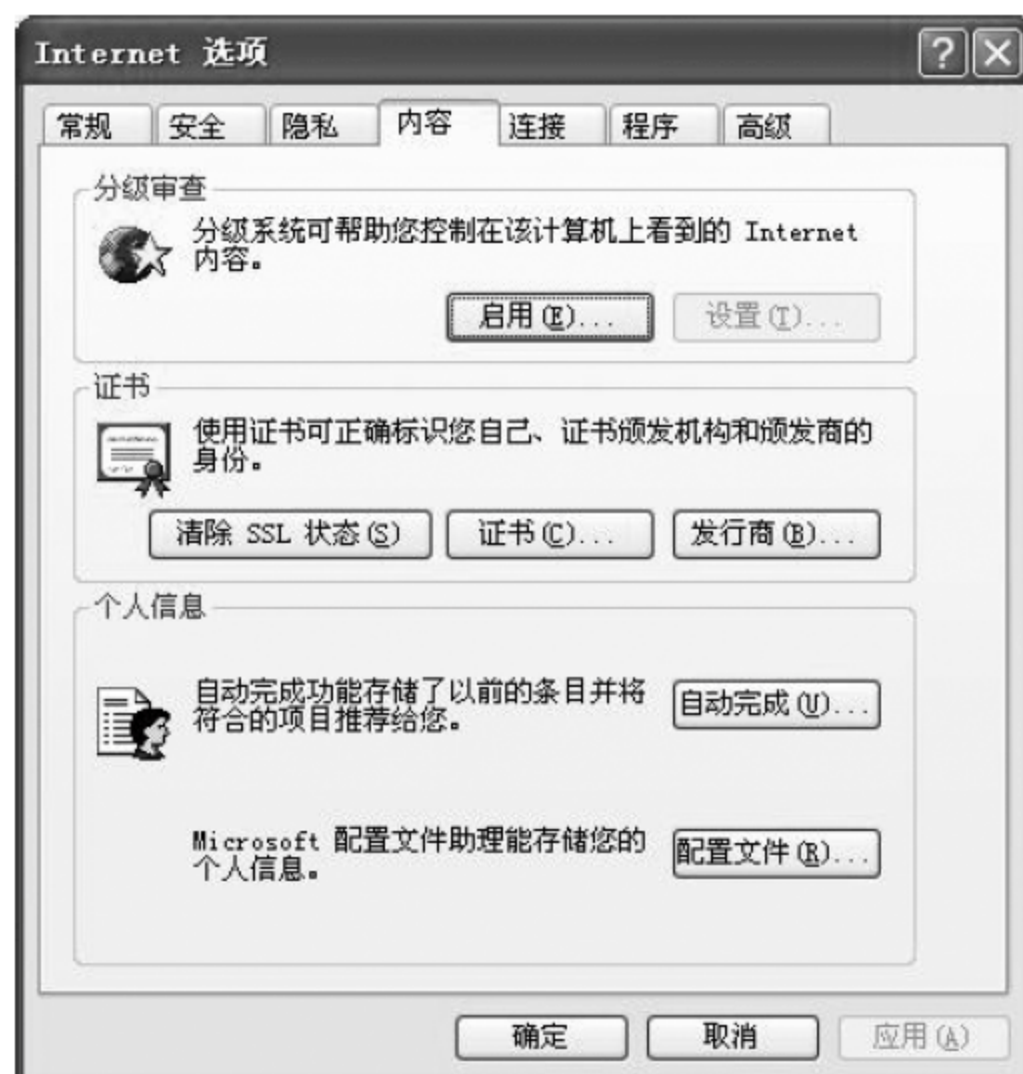 Internet 选项
常规 安全 隐私 内容 连接 程序 高级
分级审查
分级系统可帮助您控制在该计算机上看到的 Internet
内容。
启用(E)... 设置(T)...
证书
使用证书可正确标识您自己、证书颁发机构和颁发商的
身份。
清除 SSL 状态(S) 证书(C)... 发行商(B)...
个人信息
自动完成功能存储了以前的条目并将
符合的项目推荐给您。
自动完成(U)...
Microsoft 配置文件助理能存储您的
个人信息。
配置文件(R)...
确定 取消 应用(A)